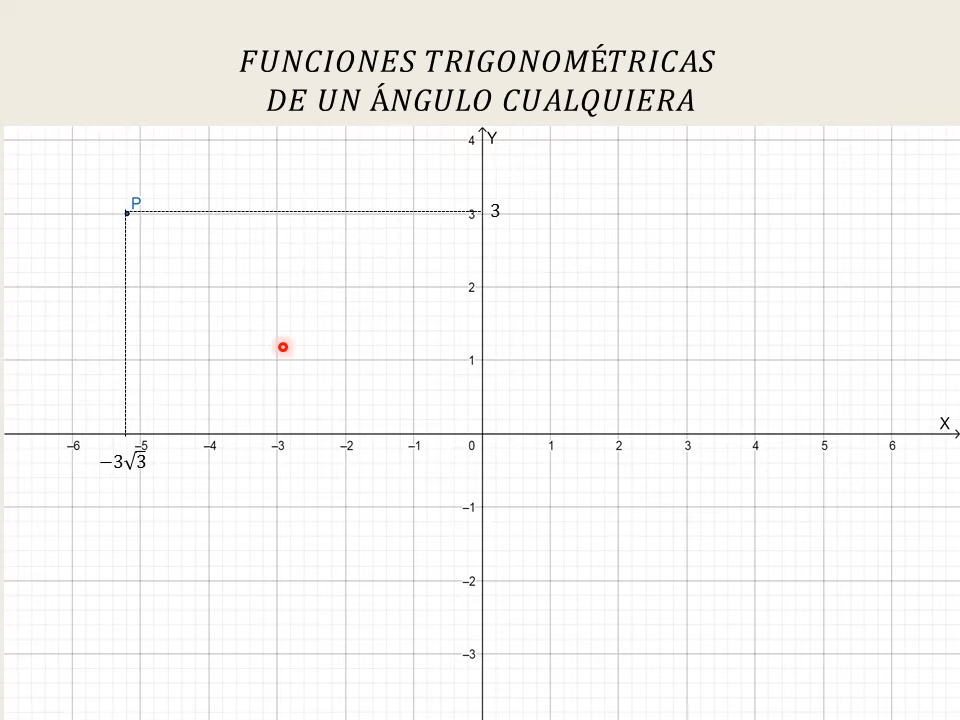 FUNCIONES TRIGONOMÉTRICAS
DE UN ÁNGULO CUALQUIERA
4 Y
P
3 3
2
1
X
–6 –5 –4 –3 –2 –1 0 1 2 3 4 5 6
−3√3
–1
–2
–3